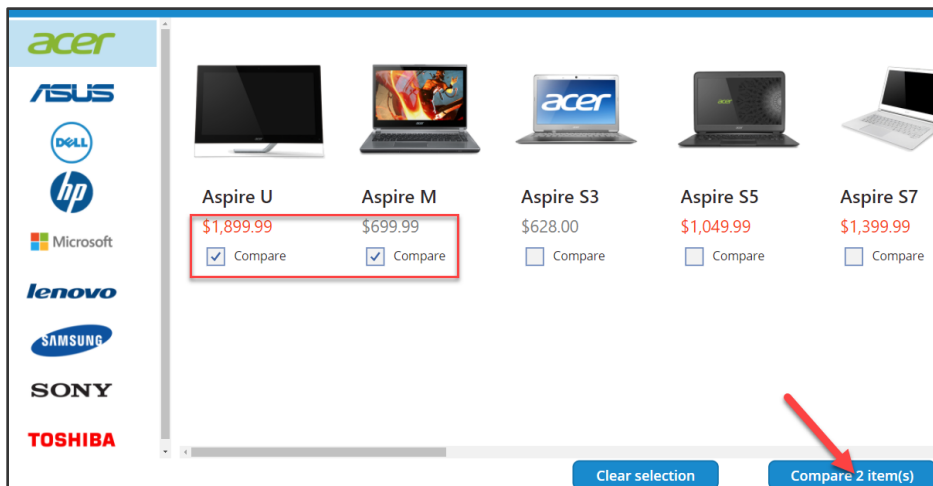 acer
ASUS
DELL
hp
Microsoft
lenovo
SAMSUNG
SONY
TOSHIBA
acer
Aspire U
Aspire M
Aspire S3
Aspire S5
Aspire S7
$1,899.99
$699.99
$628.00
$1,049.99
$1,399.99
Compare
Compare
Compare
Compare
Compare
Clear selection
Compare 2 item(s)